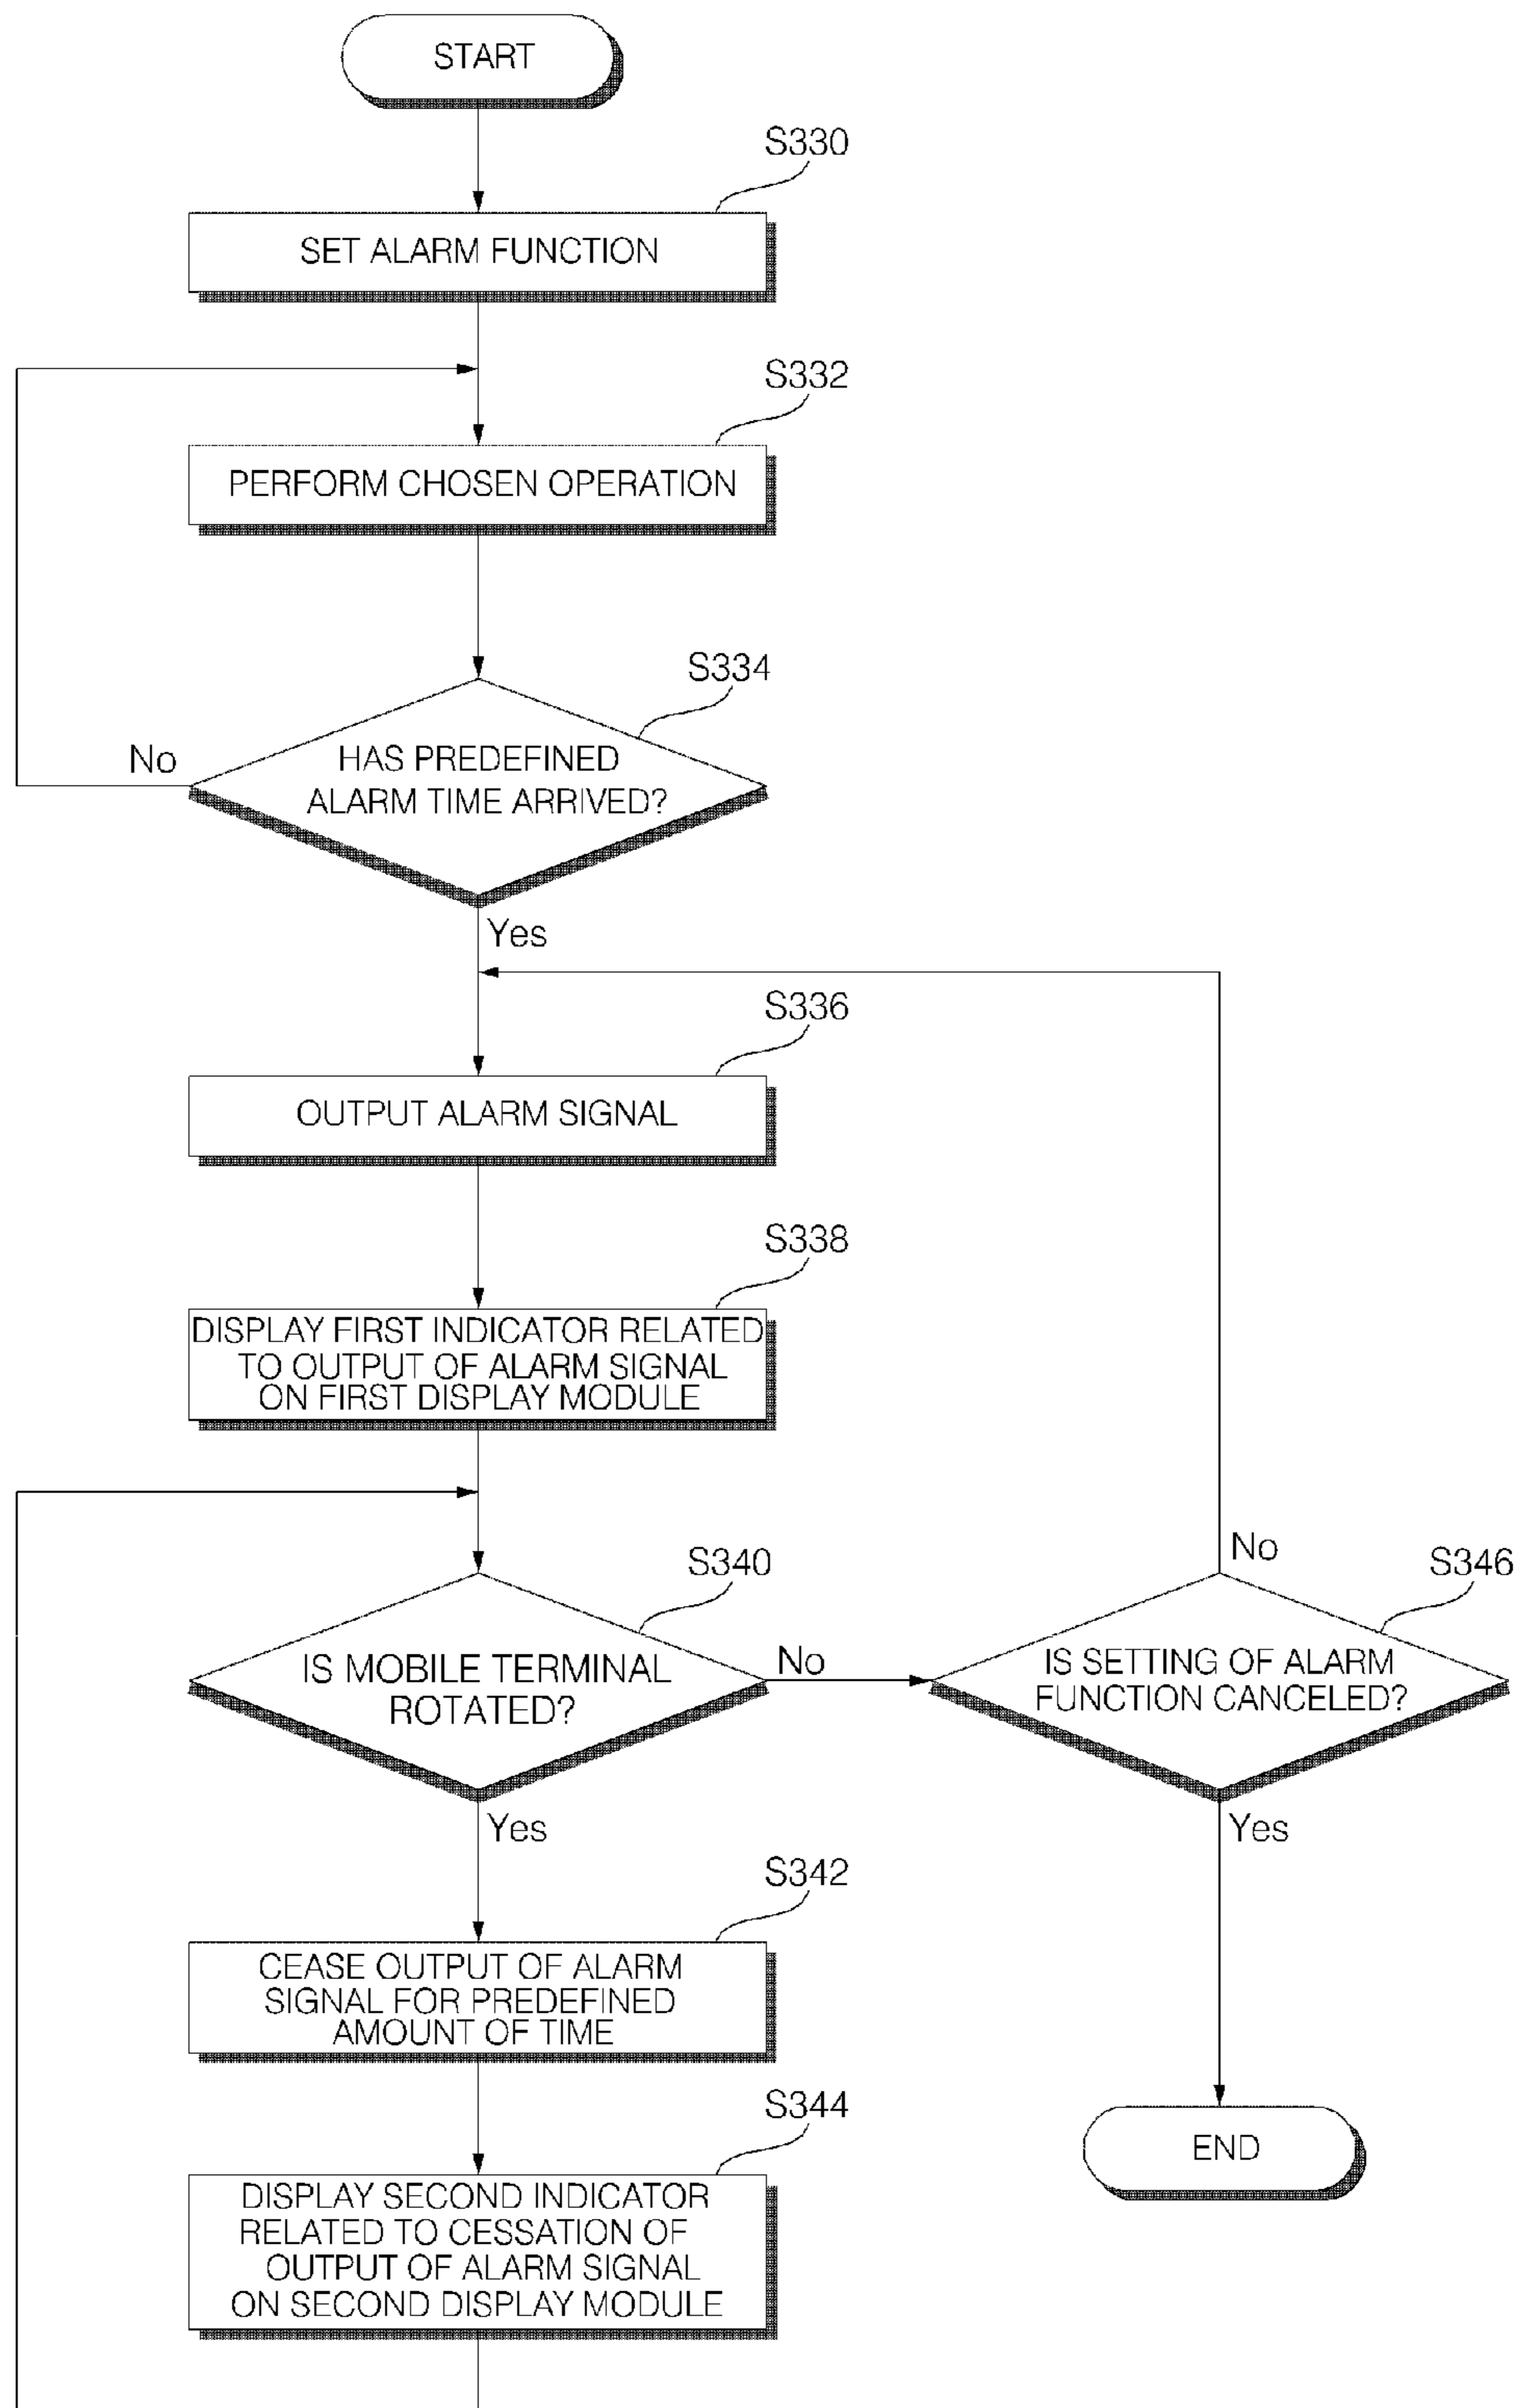 START
S330
SET ALARM FUNCTION
S332
PERFORM CHOSEN OPERATION
S334
HAS PREDEFINED
ALARM TIME ARRIVED?
No
Yes
S336
OUTPUT ALARM SIGNAL
S338
DISPLAY FIRST INDICATOR RELATED
TO OUTPUT OF ALARM SIGNAL
ON FIRST DISPLAY MODULE
S340
IS MOBILE TERMINAL
ROTATED?
No
Yes
S346
No
IS SETTING OF ALARM
FUNCTION CANCELED?
Yes
S342
CEASE OUTPUT OF ALARM
SIGNAL FOR PREDEFINED
AMOUNT OF TIME
S344
DISPLAY SECOND INDICATOR
RELATED TO CESSATION OF
OUTPUT OF ALARM SIGNAL
ON SECOND DISPLAY MODULE
END